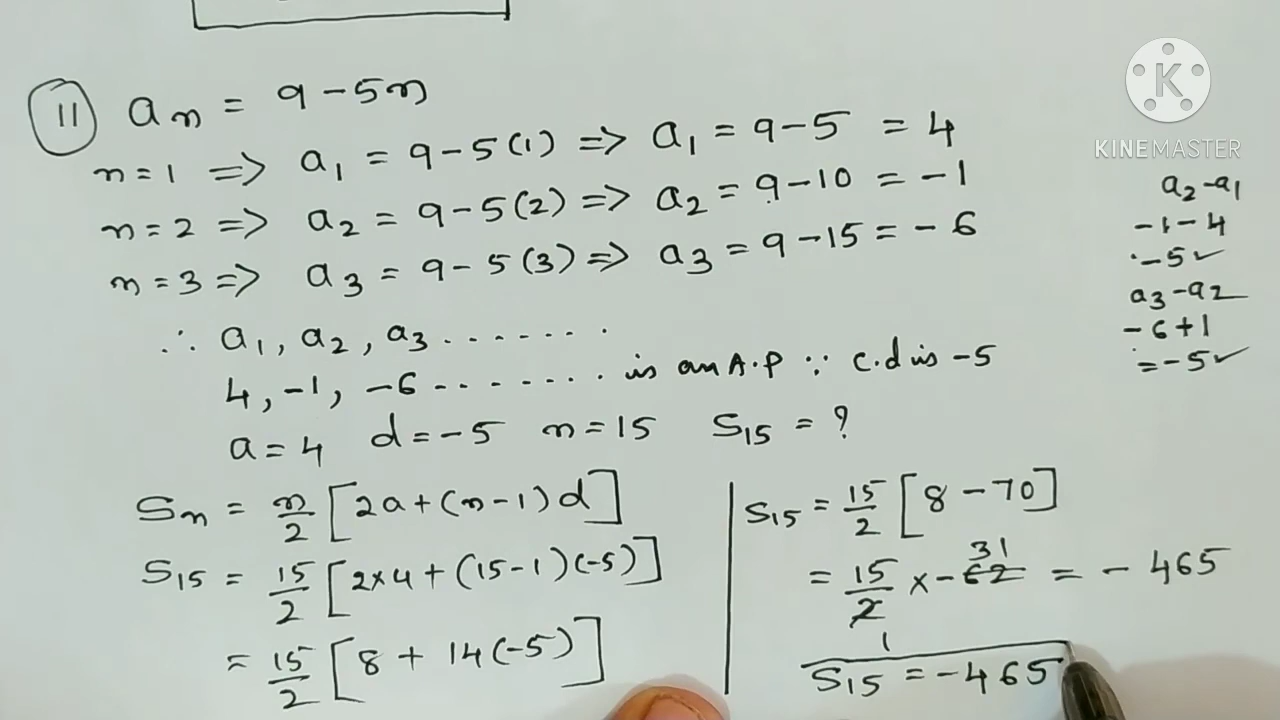 11 aₙ = 9 - 5n
n=1 => a₁ = 9-5(1) => a₁ = 9-5 = 4
n=2 => a₂ = 9-5(2) => a₂ = 9-10 = -1
n=3 => a₃ = 9-5(3) => a₃ = 9-15 = -6
∴ a₁, a₂, a₃.......
4, -1, -6........ is an A.P ∵ C.d is -5
a=4 d=-5 n=15 S₁₅ = ?
Sₙ = n/2 [2a+(n-1)d]
S₁₅ = 15/2 [2×4+(15-1)(-5)]
= 15/2 [8 + 14(-5)]
S₁₅ = 15/2 [8-70]
31
= 15/2 × -62 = -465
1
S₁₅ = -465
K
KINEMASTER
a₂-a₁
-1-4
-5✓
a₃-a₂
-6+1
=-5✓